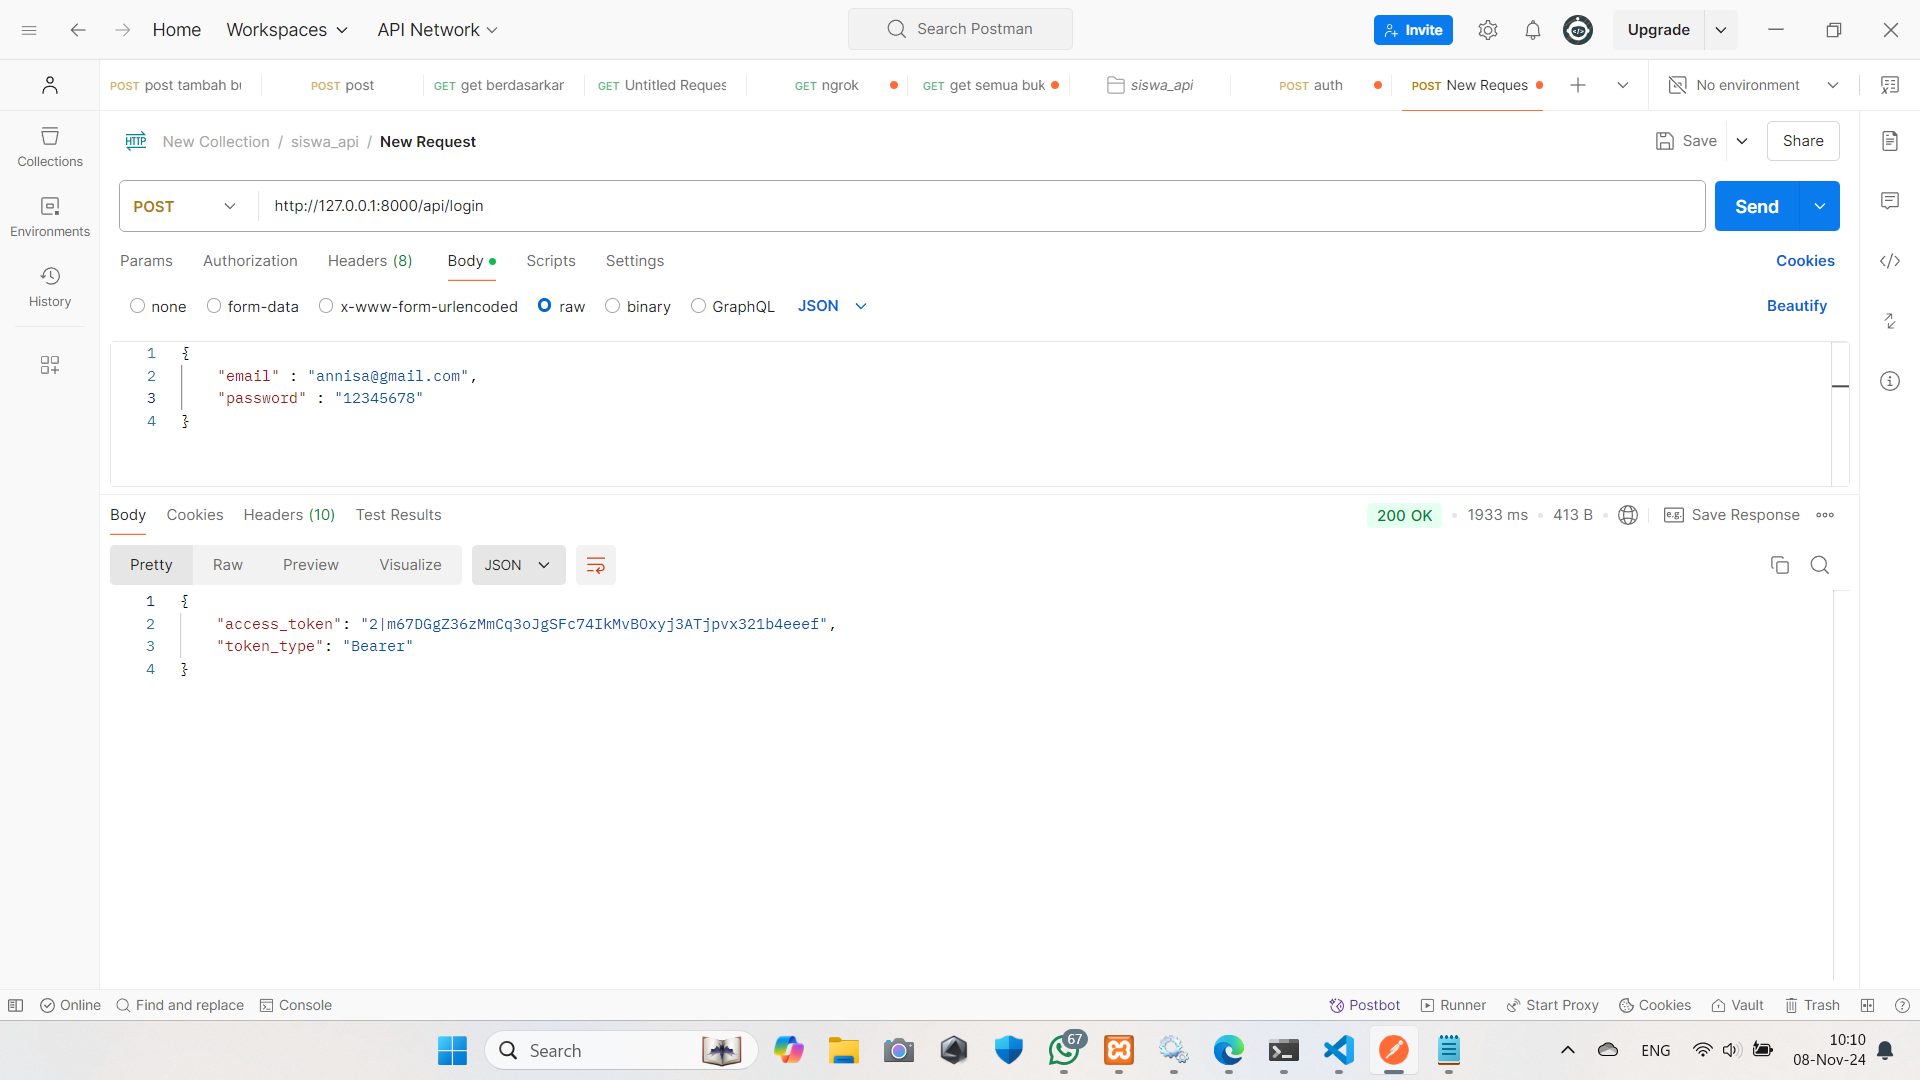 Home
Workspaces
API Network
Search Postman
Invite
Upgrade
POST post tambah bu
POST post
GET get berdasarkar
GET Untitled Reques
GET ngrok
GET get semua buk
siswa_api
POST auth
POST New Reques
No environment
Collections
Environments
History
New Collection / siswa_api / New Request
Save
Share
POST
http://127.0.0.1:8000/api/login
Send
Params
Authorization
Headers (8)
Body
Scripts
Settings
Cookies
none
form-data
x-www-form-urlencoded
raw
binary
GraphQL
JSON
Beautify
1 {
2 "email" : "annisa@gmail.com",
3 "password" : "12345678"
4 }
Body
Cookies
Headers (10)
Test Results
200 OK
1933 ms
413 B
e.g. Save Response
Pretty
Raw
Preview
Visualize
JSON
1 {
2 "access_token": "2|m67DGgZ36zMmCq3oJgSFc74IkMvBOxyj3ATjpvx321b4eeef",
3 "token_type": "Bearer"
4 }
Online
Find and replace
Console
Postbot
Runner
Start Proxy
Cookies
Vault
Trash
Search
67
ENG
10:10
08-Nov-24